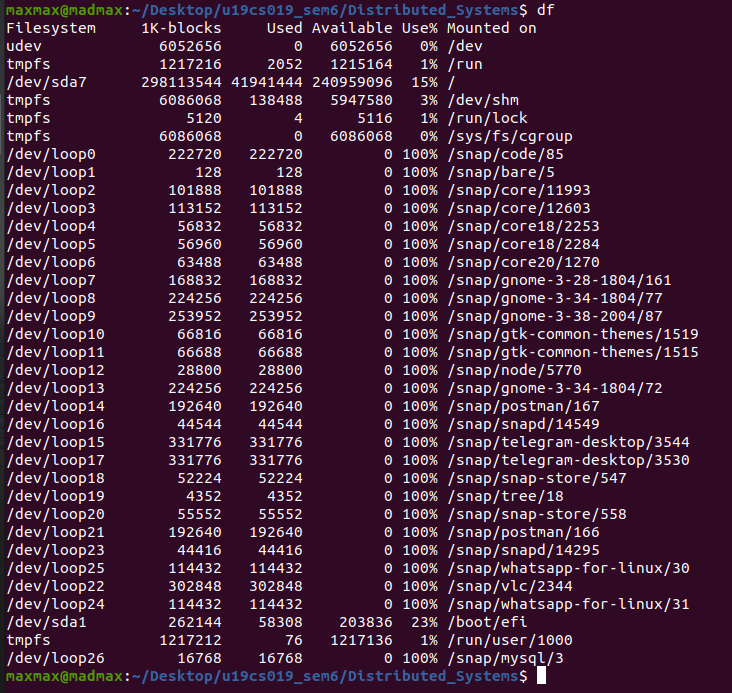 maxmax@madmax:~/Desktop/u19cs019_sem6/Distributed_Systems$ df
Filesystem     1K-blocks     Used Available Use% Mounted on
udev             6052656        0   6052656   0% /dev
tmpfs            1217216     2052   1215164   1% /run
/dev/sda7      298113544 41941444 240959096  15% /
tmpfs            6086068   138488   5947580   3% /dev/shm
tmpfs               5120        4      5116   1% /run/lock
tmpfs            6086068        0   6086068   0% /sys/fs/cgroup
/dev/loop0        222720   222720         0 100% /snap/code/85
/dev/loop1           128      128         0 100% /snap/bare/5
/dev/loop2        101888   101888         0 100% /snap/core/11993
/dev/loop3        113152   113152         0 100% /snap/core/12603
/dev/loop4         56832    56832         0 100% /snap/core18/2253
/dev/loop5         56960    56960         0 100% /snap/core18/2284
/dev/loop6         63488    63488         0 100% /snap/core20/1270
/dev/loop7        168832   168832         0 100% /snap/gnome-3-28-1804/161
/dev/loop8        224256   224256         0 100% /snap/gnome-3-34-1804/77
/dev/loop9        253952   253952         0 100% /snap/gnome-3-38-2004/87
/dev/loop10        66816    66816         0 100% /snap/gtk-common-themes/1519
/dev/loop11        66688    66688         0 100% /snap/gtk-common-themes/1515
/dev/loop12        28800    28800         0 100% /snap/node/5770
/dev/loop13       224256   224256         0 100% /snap/gnome-3-34-1804/72
/dev/loop14       192640   192640         0 100% /snap/postman/167
/dev/loop16        44544    44544         0 100% /snap/snapd/14549
/dev/loop15       331776   331776         0 100% /snap/telegram-desktop/3544
/dev/loop17       331776   331776         0 100% /snap/telegram-desktop/3530
/dev/loop18        52224    52224         0 100% /snap/snap-store/547
/dev/loop19         4352     4352         0 100% /snap/tree/18
/dev/loop20        55552    55552         0 100% /snap/snap-store/558
/dev/loop21       192640   192640         0 100% /snap/postman/166
/dev/loop23        44416    44416         0 100% /snap/snapd/14295
/dev/loop25       114432   114432         0 100% /snap/whatsapp-for-linux/30
/dev/loop22       302848   302848         0 100% /snap/vlc/2344
/dev/loop24       114432   114432         0 100% /snap/whatsapp-for-linux/31
/dev/sda1         262144    58308    203836  23% /boot/efi
tmpfs            1217212       76   1217136   1% /run/user/1000
/dev/loop26        16768    16768         0 100% /snap/mysql/3
maxmax@madmax:~/Desktop/u19cs019_sem6/Distributed_Systems$